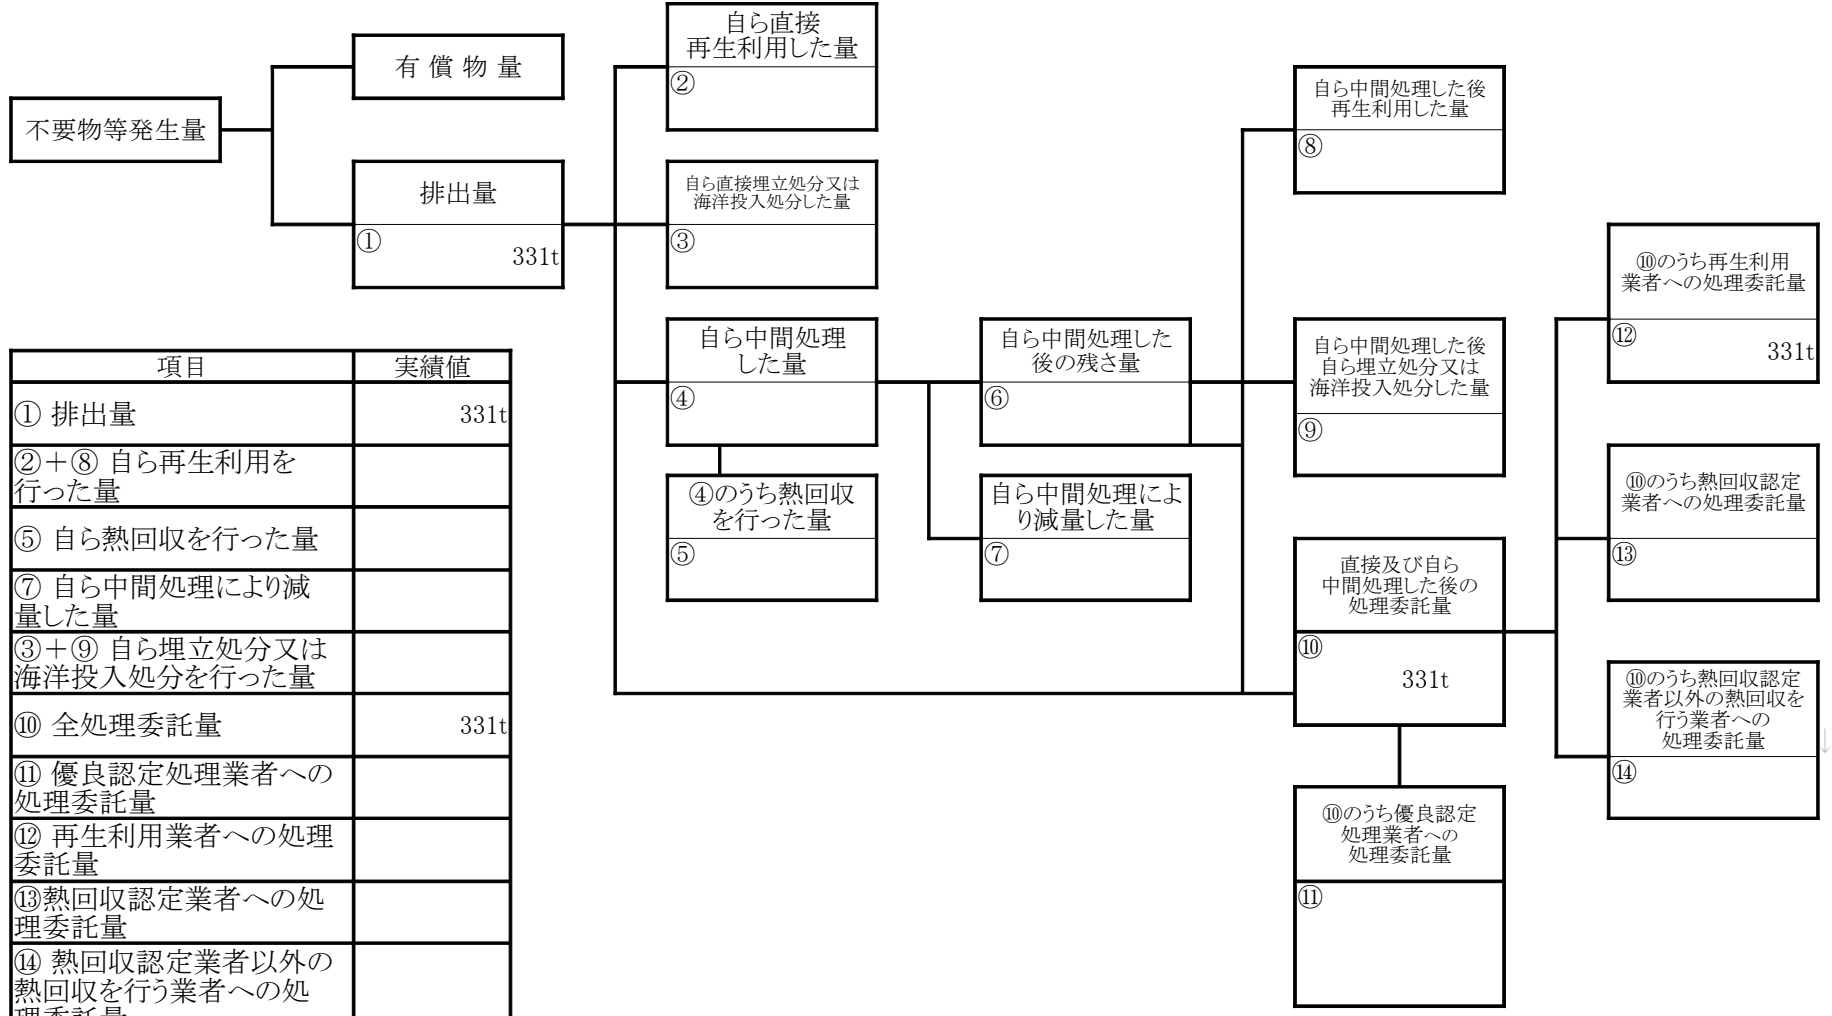 自ら直接
再生利用した量
②
有 償 物 量
不要物等発生量
排出量
①
331t
自ら直接埋立処分又は
海洋投入処分した量
③
自ら中間処理した後
再生利用した量
⑧
⑩のうち再生利用
業者への処理委託量
⑫
331t
自ら中間処理
した量
④
自ら中間処理した
後の残さ量
⑥
自ら中間処理した後
自ら埋立処分又は
海洋投入処分した量
⑨
④のうち熱回収
を行った量
⑤
自ら中間処理によ
り減量した量
⑦
⑩のうち熱回収認定
業者への処理委託量
⑬
直接及び自ら
中間処理した後の
処理委託量
⑩
331t
⑩のうち熱回収認定
業者以外の熱回収を
行う業者への
処理委託量
⑭
↓
⑩のうち優良認定
処理業者への
処理委託量
⑪
項目 実績値
① 排出量 331t
②＋⑧ 自ら再生利用を
行った量
⑤ 自ら熱回収を行った量
⑦ 自ら中間処理により減
量した量
③＋⑨ 自ら埋立処分又は
海洋投入処分を行った量
⑩ 全処理委託量 331t
⑪ 優良認定処理業者への
処理委託量
⑫ 再生利用業者への処理
委託量
⑬熱回収認定業者への処
理委託量
⑭ 熱回収認定業者以外の
熱回収を行う業者への処
理委託量